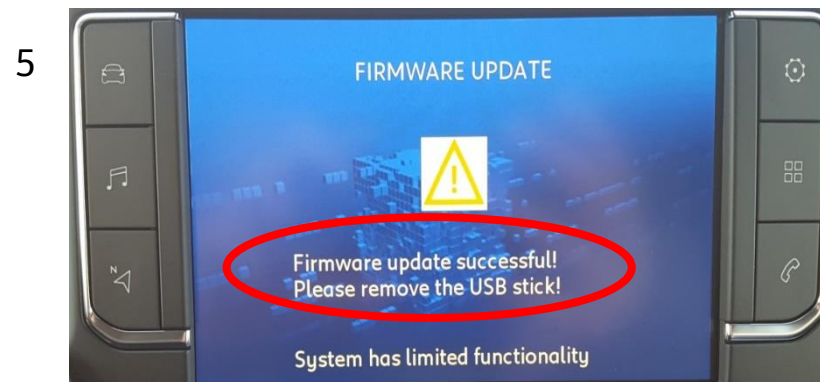 5
FIRMWARE UPDATE
Firmware update successful!
Please remove the USB stick!
N
System has limited functionality